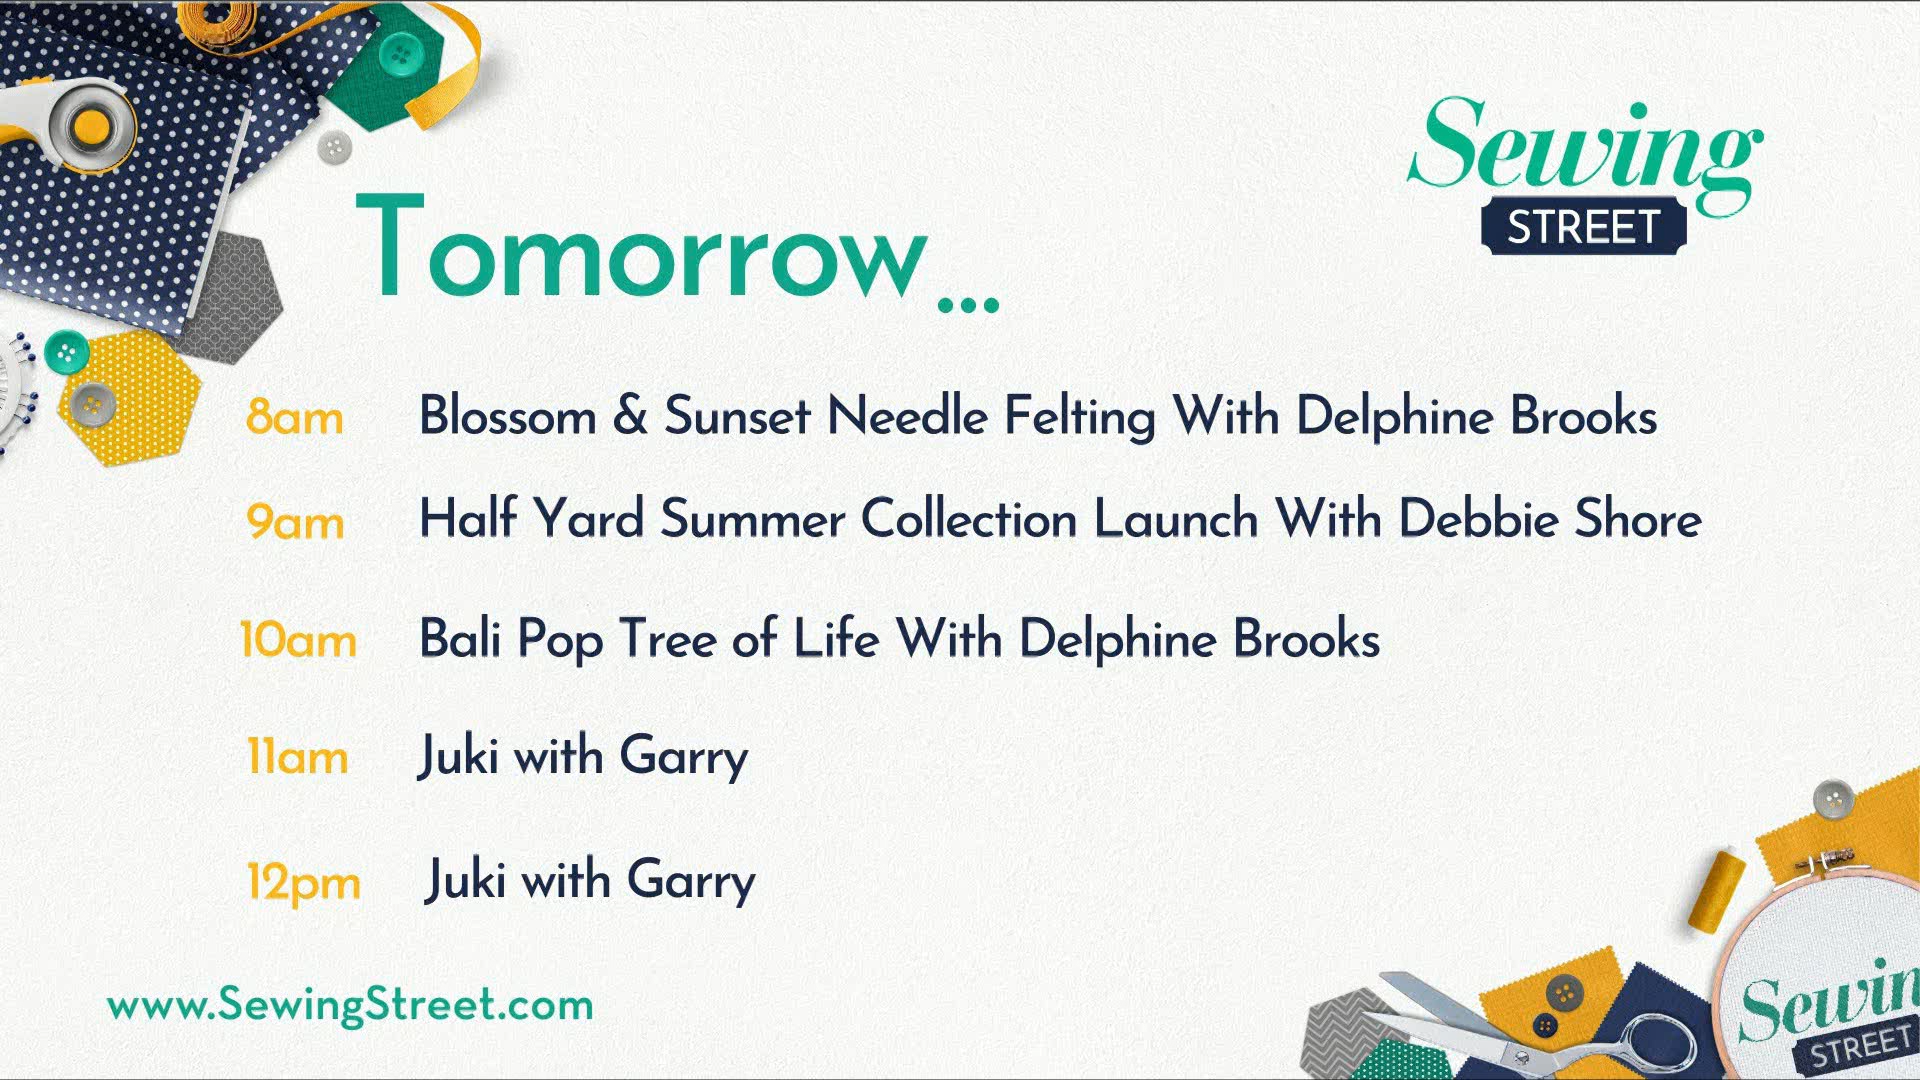 Sewing
STREET
Tomorrow...
8am Blossom & Sunset Needle Felting With Delphine Brooks
9am Half Yard Summer Collection Launch With Debbie Shore
10am Bali Pop Tree of Life With Delphine Brooks
11am Juki with Garry
12pm Juki with Garry
www.SewingStreet.com
Sewin
STREET